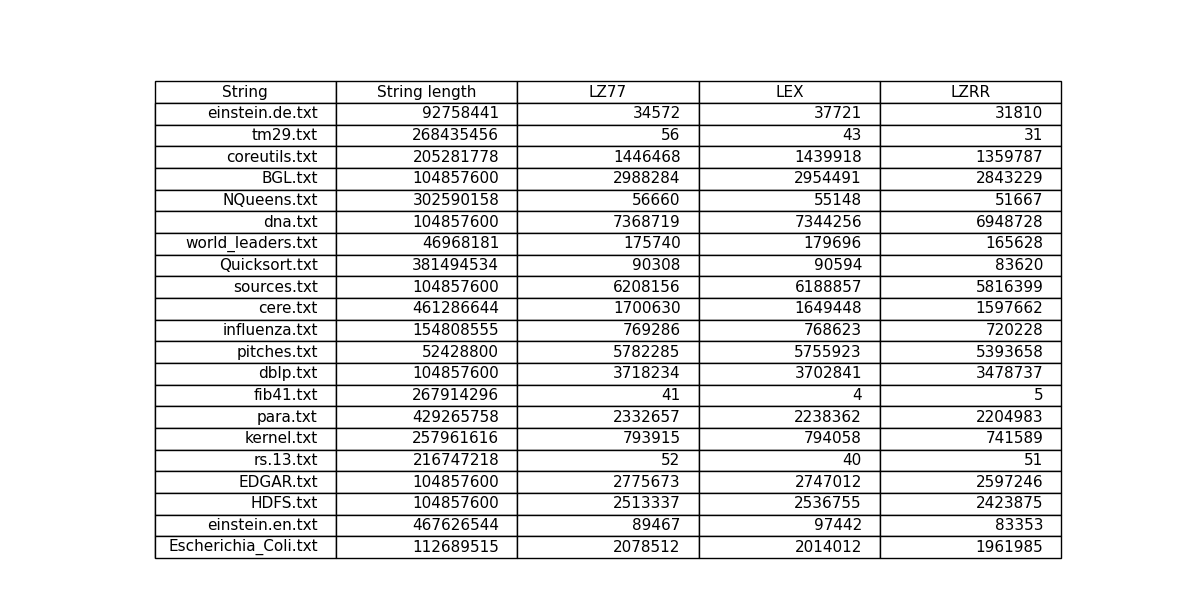 String String length LZ77 LEX LZRR
einstein.de.txt 92758441 34572 37721 31810
tm29.txt 268435456 56 43 31
coreutils.txt 205281778 1446468 1439918 1359787
BGL.txt 104857600 2988284 2954491 2843229
NQueens.txt 302590158 56660 55148 51667
dna.txt 104857600 7368719 7344256 6948728
world_leaders.txt 46968181 175740 179696 165628
Quicksort.txt 381494534 90308 90594 83620
sources.txt 104857600 6208156 6188857 5816399
cere.txt 461286644 1700630 1649448 1597662
influenza.txt 154808555 769286 768623 720228
pitches.txt 52428800 5782285 5755923 5393658
dblp.txt 104857600 3718234 3702841 3478737
fib41.txt 267914296 41 4 5
para.txt 429265758 2332657 2238362 2204983
kernel.txt 257961616 793915 794058 741589
rs.13.txt 216747218 52 40 51
EDGAR.txt 104857600 2775673 2747012 2597246
HDFS.txt 104857600 2513337 2536755 2423875
einstein.en.txt 467626544 89467 97442 83353
Escherichia_Coli.txt 112689515 2078512 2014012 1961985